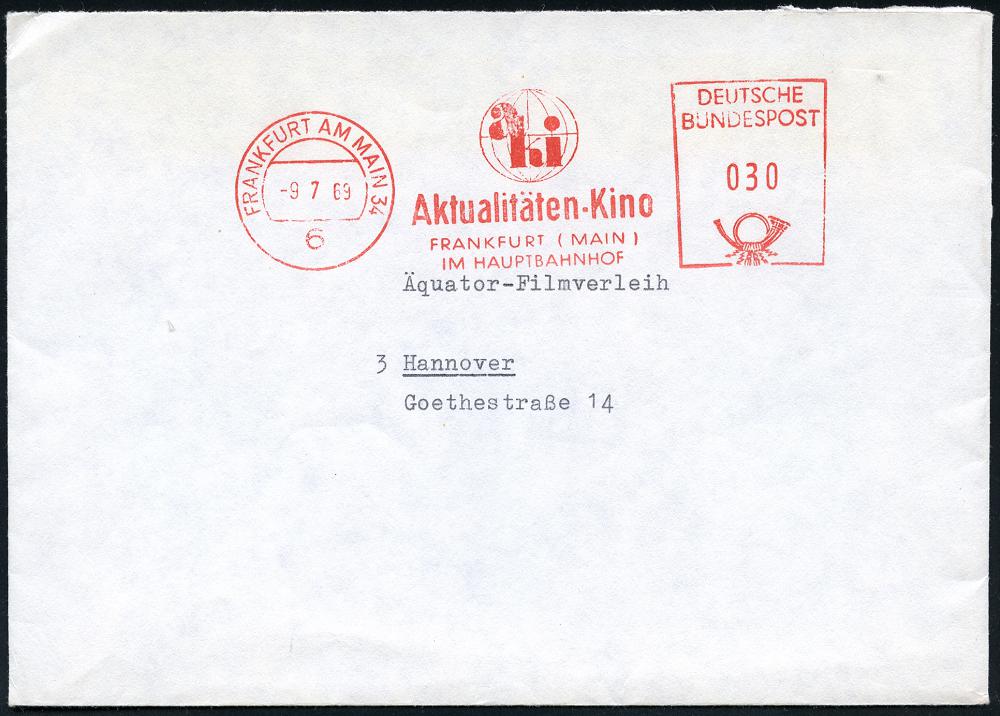 FRANKFURT AM MAIN 34
-9 7 69
6
aki
Aktualitäten-Kino
FRANKFURT (MAIN)
IM HAUPTBAHNHOF
DEUTSCHE
BUNDESPOST
030
Äquator-Filmverleih
3 Hannover
Goethestraße 14